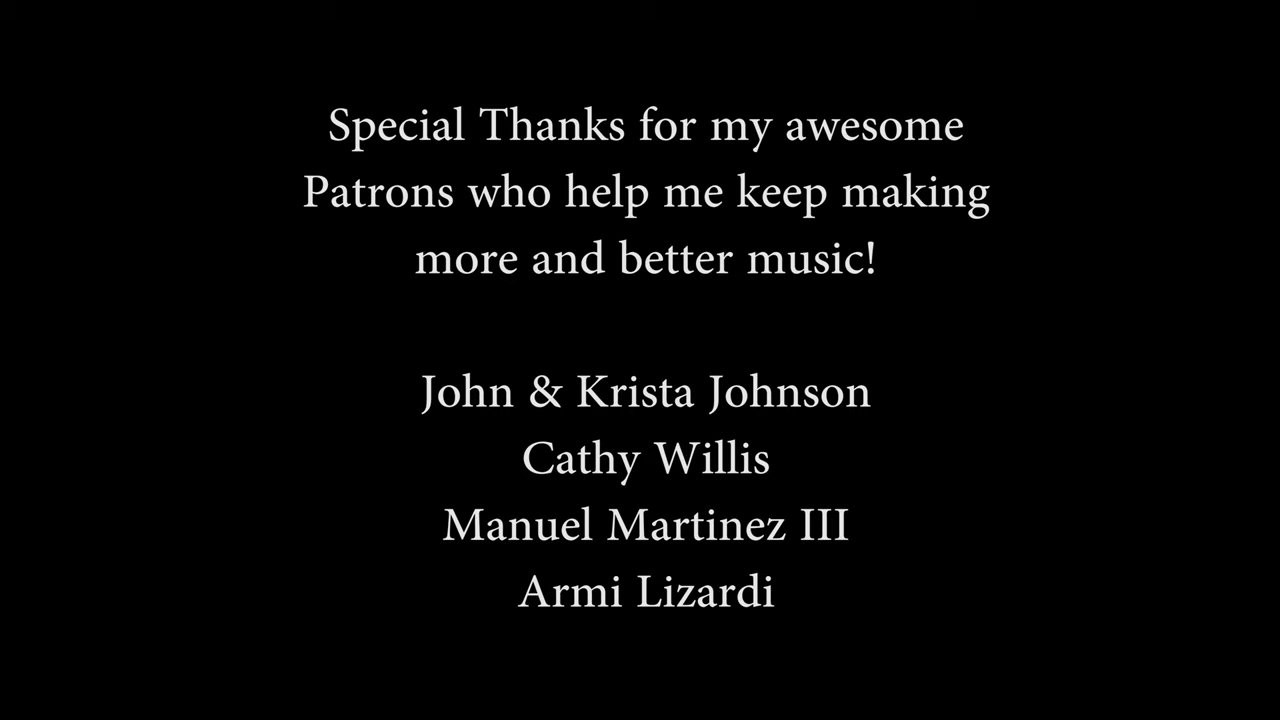 Special Thanks for my awesome
Patrons who help me keep making
more and better music!
John & Krista Johnson
Cathy Willis
Manuel Martinez III
Armi Lizardi